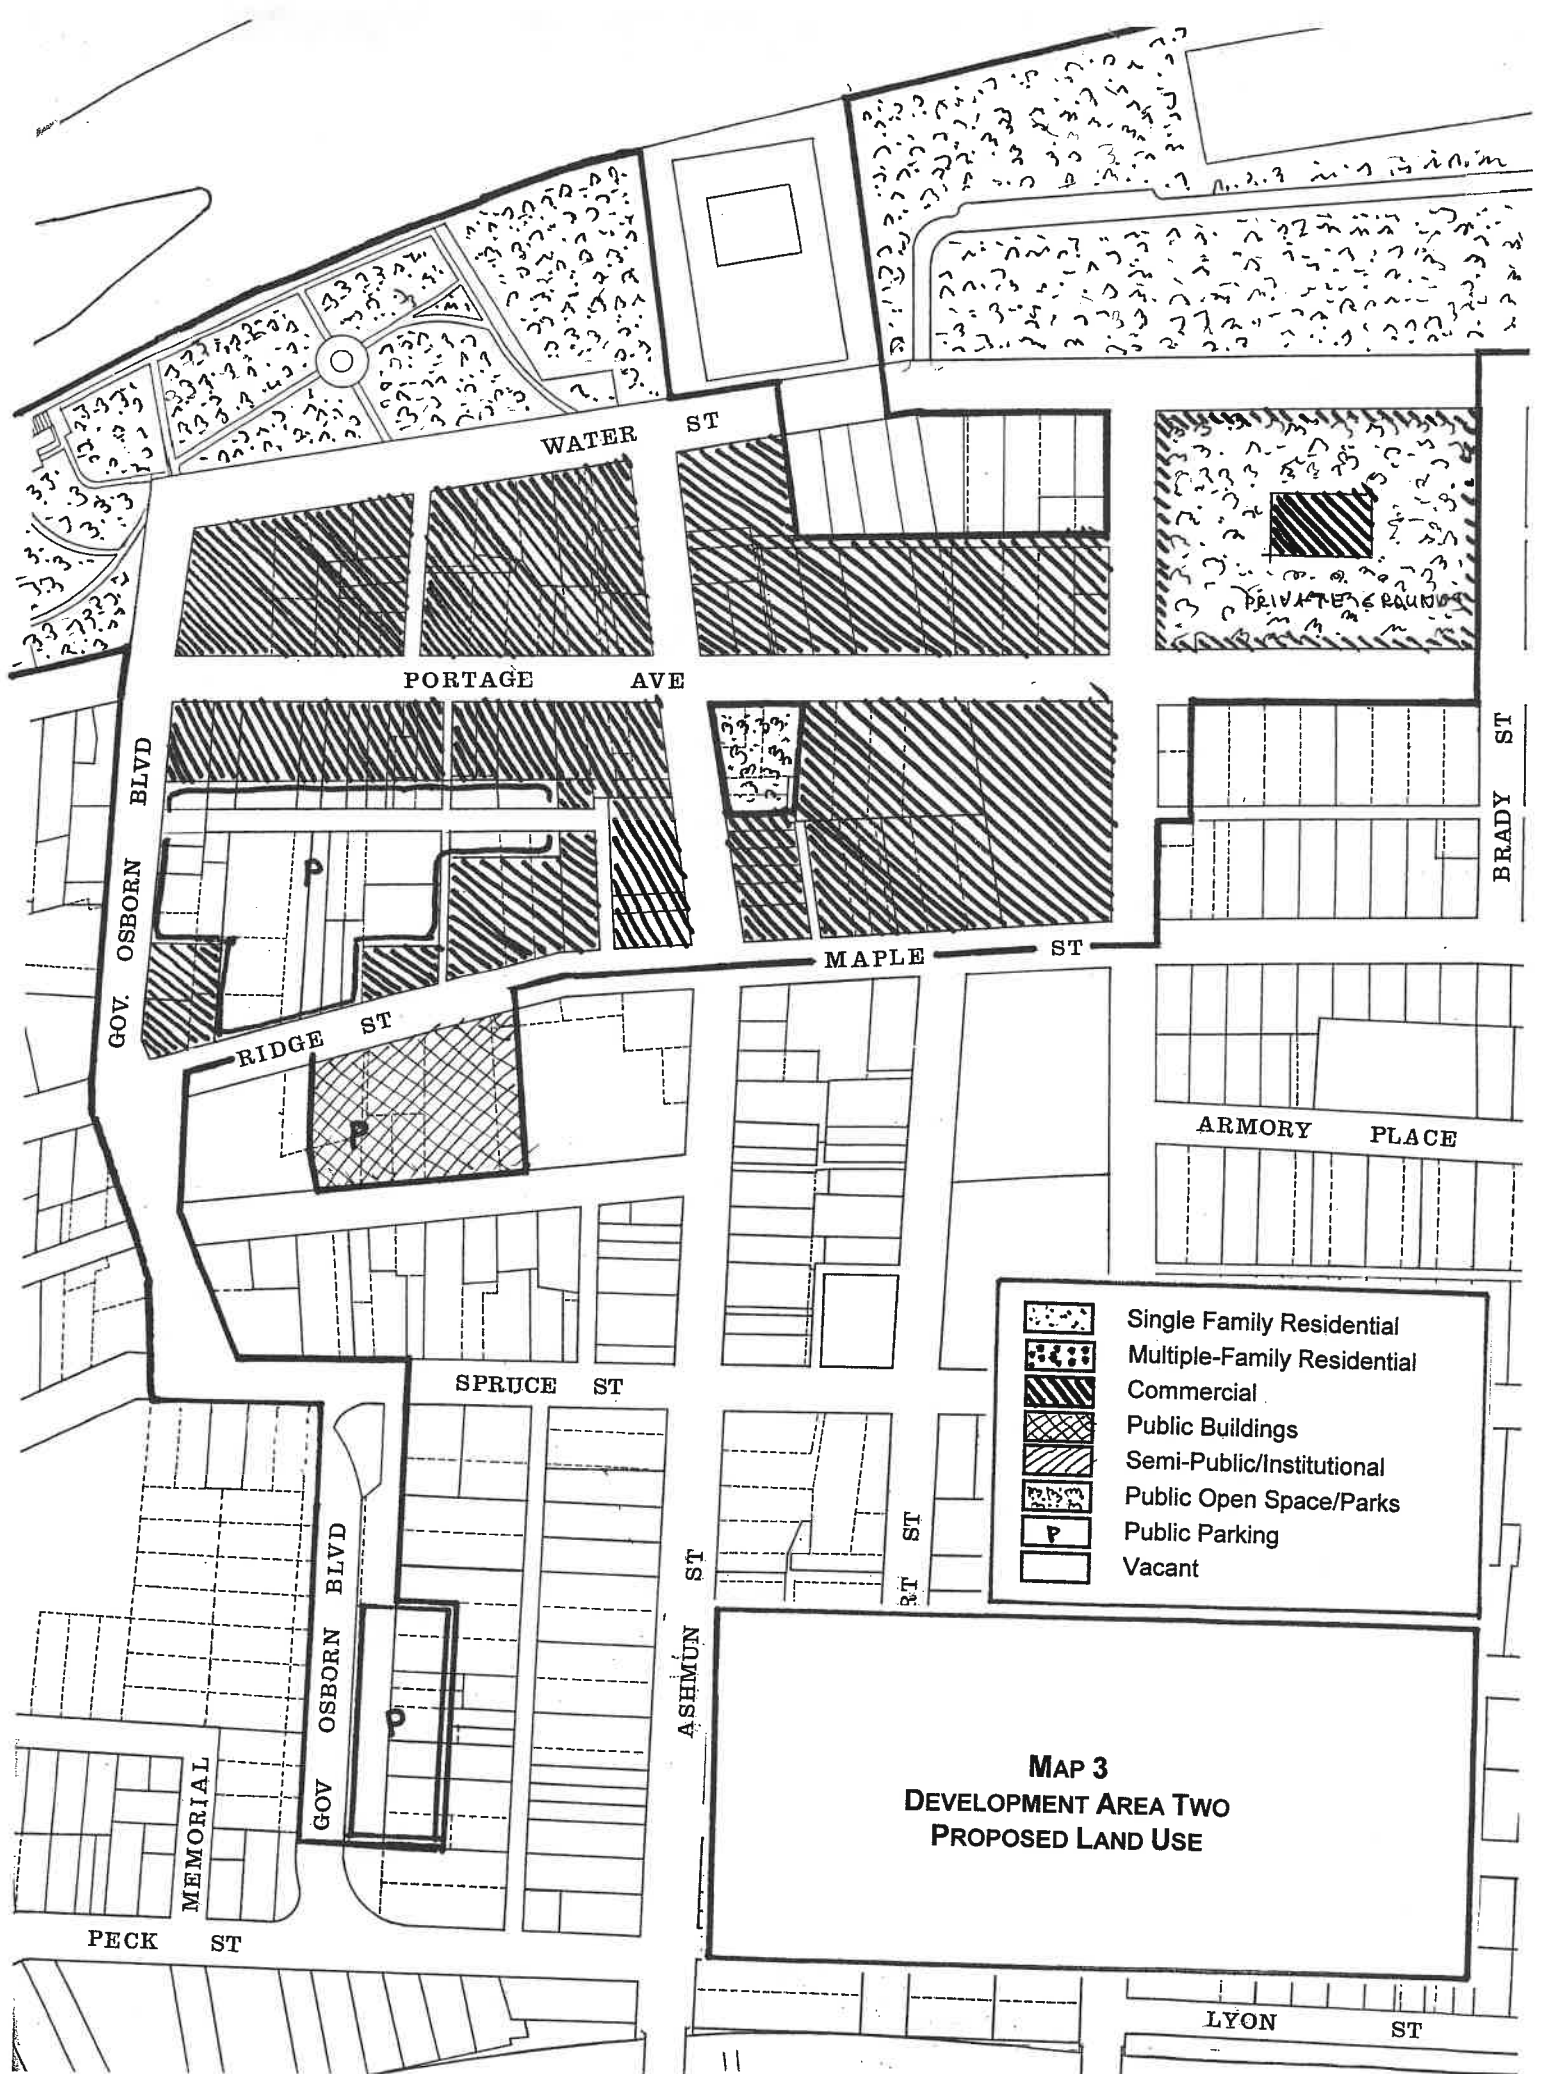 WATER ST
PRIVATE GROUNDS
PORTAGE AVE
GOV. OSBORN BLVD
BRADY ST
P
MAPLE ST
RIDGE ST
P
ARMORY PLACE
Single Family Residential
Multiple-Family Residential
Commercial
Public Buildings
Semi-Public/Institutional
Public Open Space/Parks
P Public Parking
Vacant
SPRUCE ST
GOV OSBORN BLVD
ASHMUN ST
RT ST
P
MEMORIAL
MAP 3
DEVELOPMENT AREA TWO
PROPOSED LAND USE
PECK ST
LYON ST